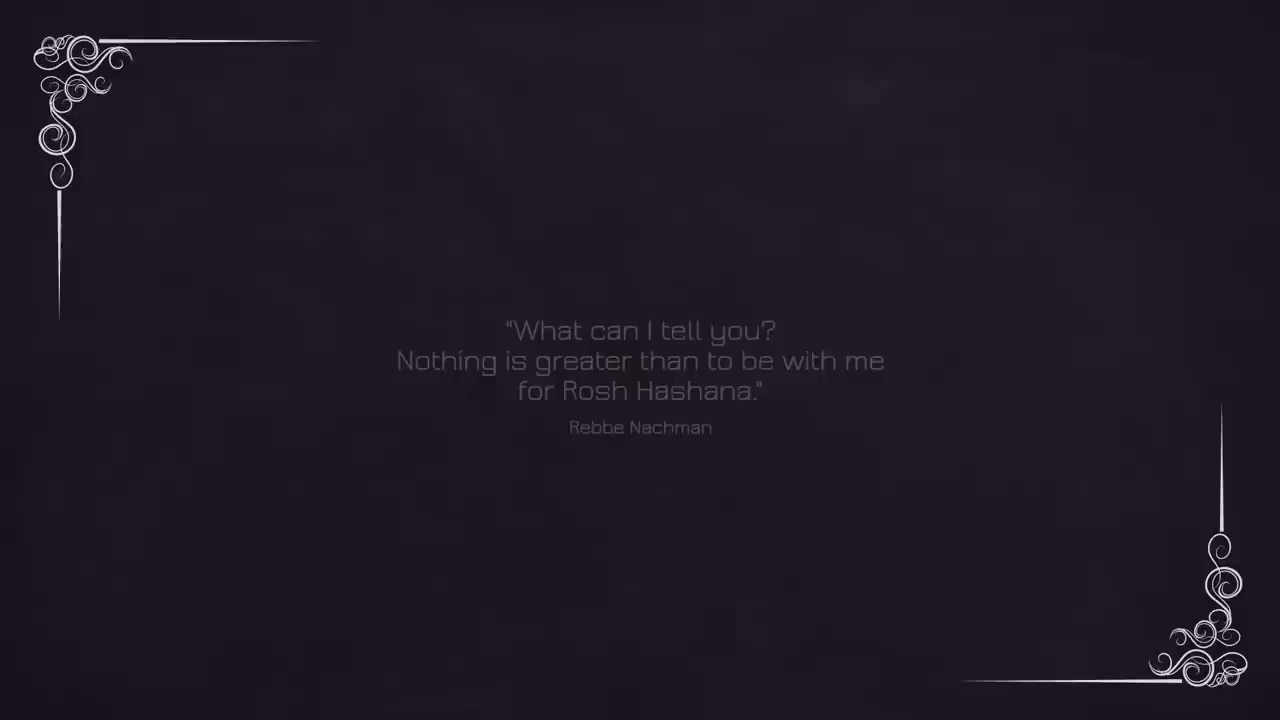 "What can I tell you?
Nothing is greater than to be with me
for Rosh Hashana."
Rebbe Nachman